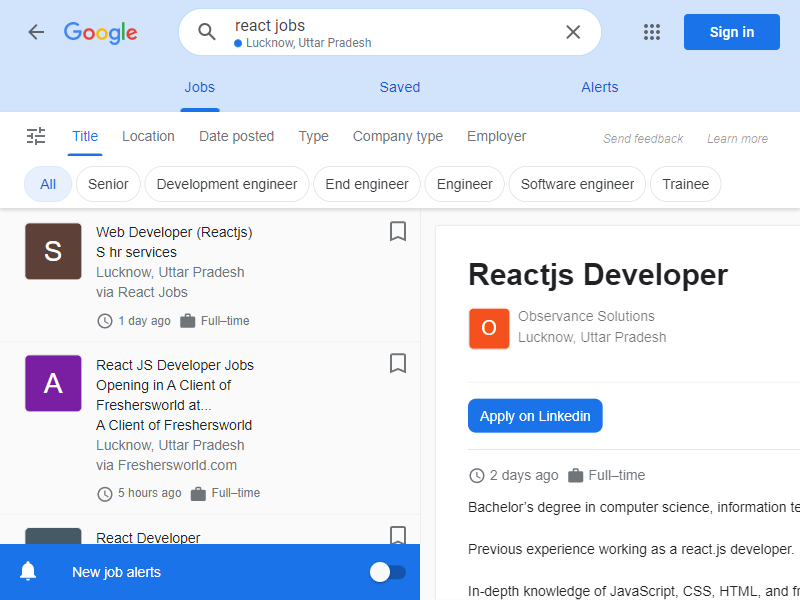 Google
react jobs
Lucknow, Uttar Pradesh
Sign in
Jobs
Saved
Alerts
Title
Location
Date posted
Type
Company type
Employer
Send feedback
Learn more
All
Senior
Development engineer
End engineer
Engineer
Software engineer
Trainee
S
Web Developer (Reactjs)
S hr services
Lucknow, Uttar Pradesh
via React Jobs
1 day ago
Full–time
A
React JS Developer Jobs
Opening in A Client of
Freshersworld at...
A Client of Freshersworld
Lucknow, Uttar Pradesh
via Freshersworld.com
5 hours ago
Full–time
React Developer
New job alerts
Reactjs Developer
O
Observance Solutions
Lucknow, Uttar Pradesh
Apply on Linkedin
2 days ago
Full–time
Bachelor’s degree in computer science, information te
Previous experience working as a react.js developer.
In-depth knowledge of JavaScript, CSS, HTML, and fr